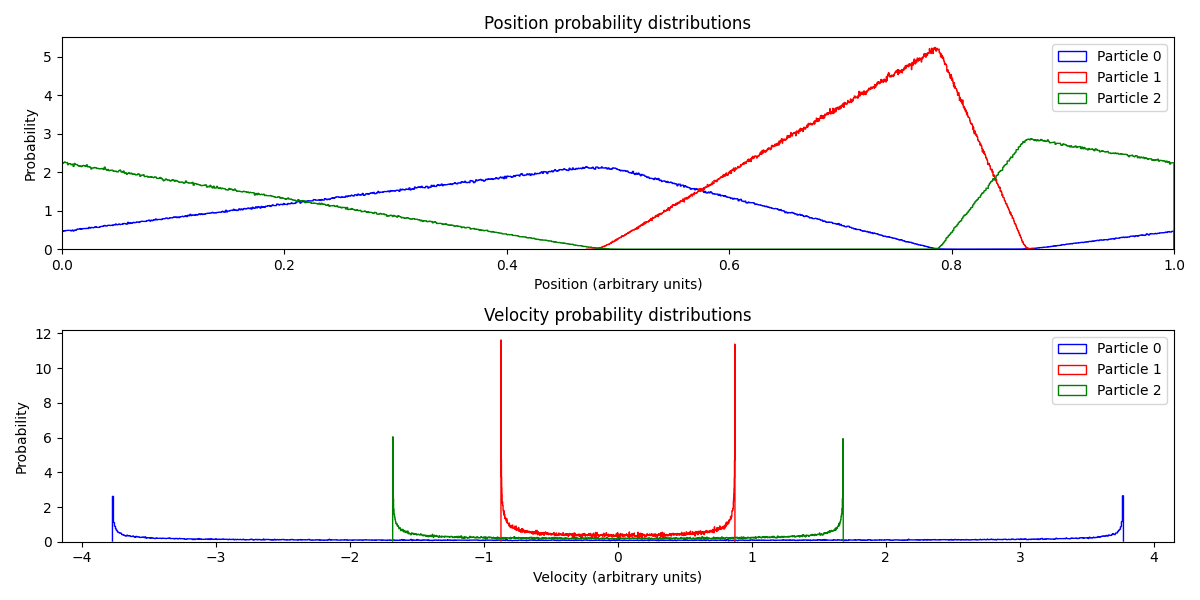 Position probability distributions
Probability
5
4
3
2
1
0
0.0 0.2 0.4 0.6 0.8 1.0
Position (arbitrary units)
Particle 0
Particle 1
Particle 2
Velocity probability distributions
Probability
12
10
8
6
4
2
0
−4 −3 −2 −1 0 1 2 3 4
Velocity (arbitrary units)
Particle 0
Particle 1
Particle 2